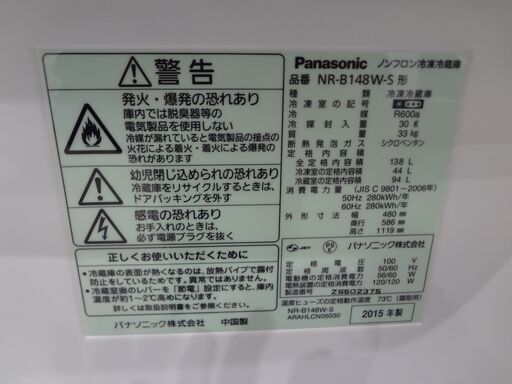 警告
発火・爆発の恐れあり
庫内では脱臭器等の
電気製品を使用しない
冷媒が漏れていると電気製品の接点の
火花による着火・着火による爆発の
恐れあり
幼児閉じ込められの恐れあり
冷蔵庫をリサイクルするときは、
ドアパッキングを外す
感電の恐れあり
お手入れのときは、
必ず電源プラグを抜く
正しくお使いいただくために
・冷蔵庫の表面が熱くなるのは、放熱パイプで露付
防止をしているためです。異常ではありません。
・冷蔵室奥のレバーを「節電」に設定すると、庫内
温度が約1〜2℃高めになります。
パナソニック株式会社 中国製
Panasonic ノンフロン冷凍冷蔵庫
品番 NR-B148W-S 形
種類 冷凍冷蔵庫
冷凍室の記号
冷媒 R600a
冷媒封入量 30 g
質量 33 kg
断熱発泡ガス シクロペンタン
定格内容積 138 L
冷凍室の定格内容積 44 L
冷蔵室の定格内容積 94 L
消費電力量 (JIS C 9801-2006年)
50Hz 280kWh/年
60Hz 280kWh/年
外形寸法 幅 480 mm
奥行 586 mm
高さ 1119 mm
JET PSE パナソニック株式会社
定格電圧 100 V
定格周波数 50/60 Hz
電動機の定格消費電力 56/60 W
電熱装置の定格消費電力 120/120 W
製造番号 Z5502375
温度ヒューズの定格動作温度 73℃ (霜取用)
NR-B148W-S
ARAHLCN05030
2015 年製